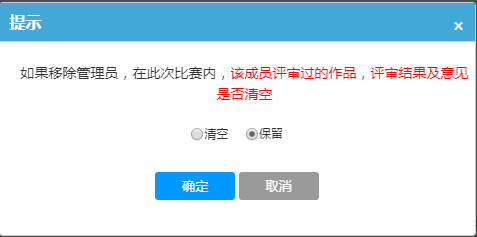 提示
x
如果移除管理员，在此次比赛内，该成员评审过的作品，评审结果及意见
是否清空
清空 保留
确定 取消